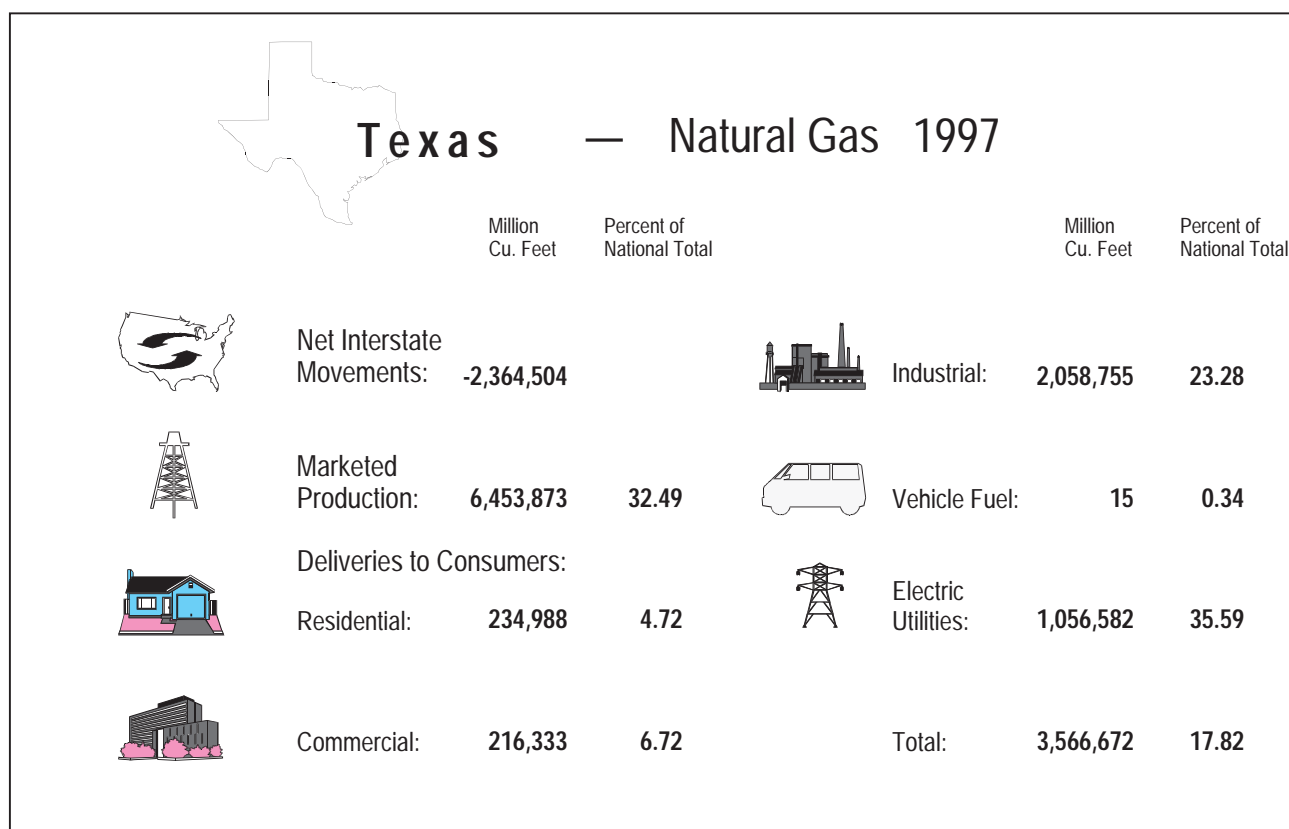 Texas — Natural Gas 1997
Million
Cu. Feet
Percent of
National Total
Million
Cu. Feet
Percent of
National Total
Net Interstate
Movements: -2,364,504
Marketed
Production: 6,453,873 32.49
Deliveries to Consumers:
Residential: 234,988 4.72
Commercial: 216,333 6.72
Industrial: 2,058,755 23.28
Vehicle Fuel: 15 0.34
Electric
Utilities: 1,056,582 35.59
Total: 3,566,672 17.82